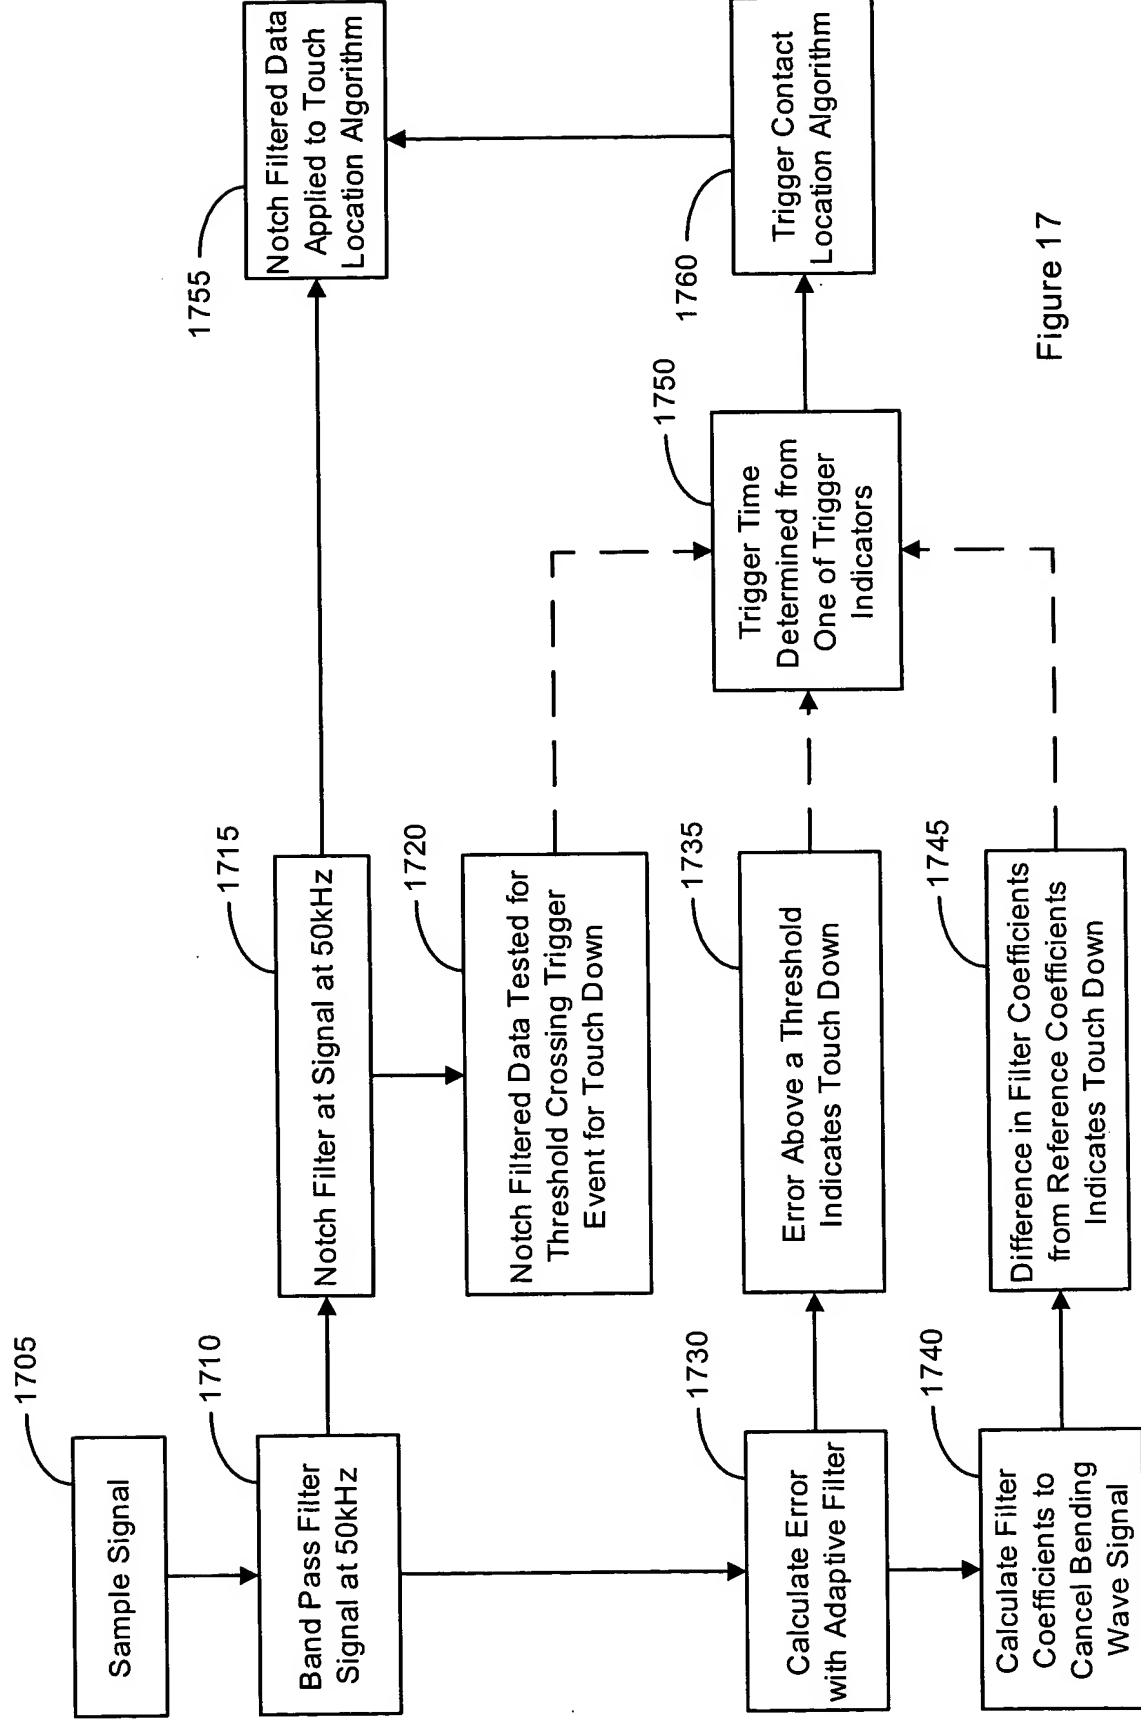 1705
Sample Signal
1710
Band Pass Filter
Signal at 50kHz
1715
Notch Filter at Signal at 50kHz
1755
Notch Filtered Data
Applied to Touch
Location Algorithm
1720
Notch Filtered Data Tested for
Threshold Crossing Trigger
Event for Touch Down
1730
Calculate Error
with Adaptive Filter
1735
Error Above a Threshold
Indicates Touch Down
1750
Trigger Time
Determined from
One of Trigger
Indicators
1760
Trigger Contact
Location Algorithm
1740
Calculate Filter
Coefficients to
Cancel Bending
Wave Signal
1745
Difference in Filter Coefficients
from Reference Coefficients
Indicates Touch Down
Figure 17